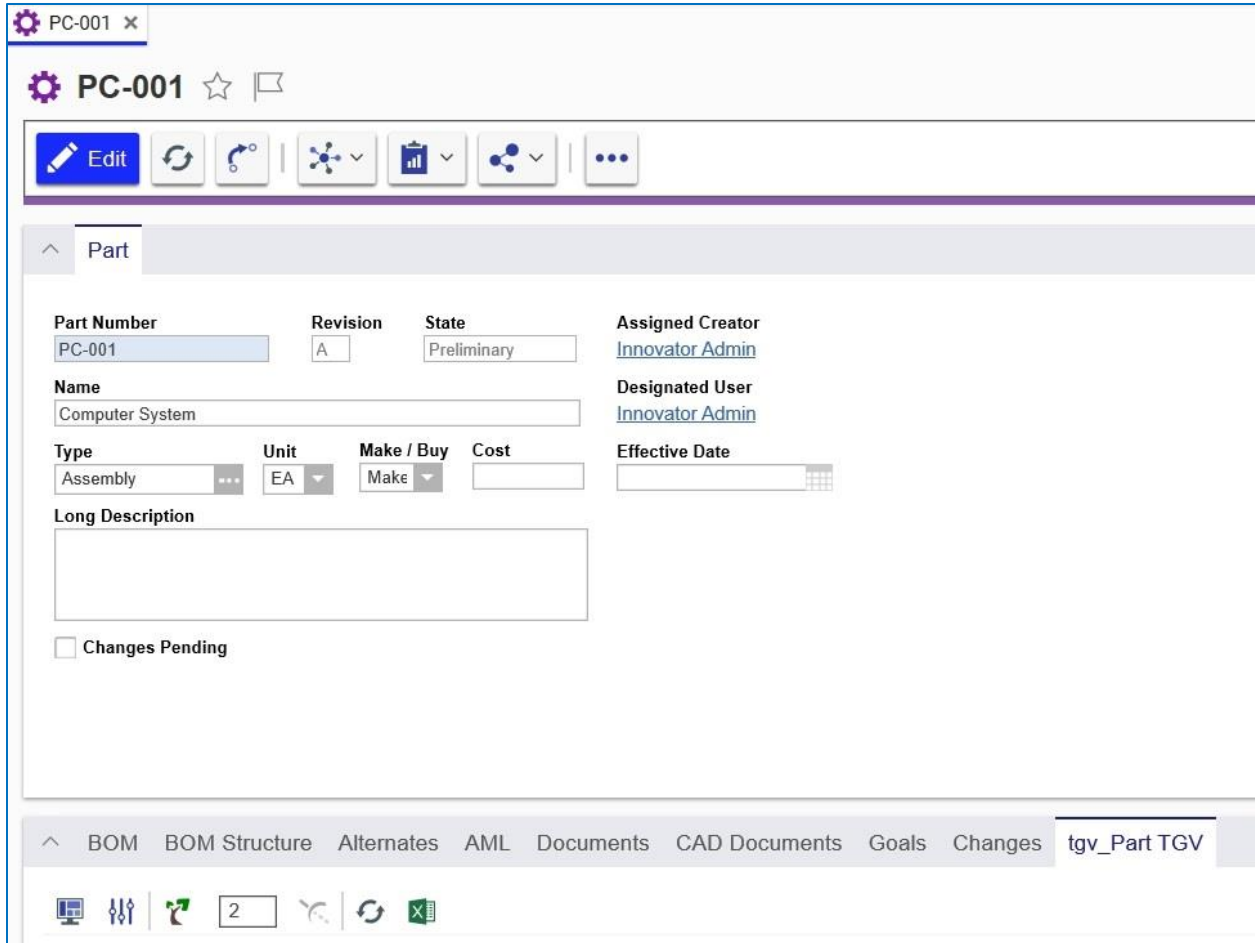 PC-001
PC-001
Edit
Part
Part Number Revision State Assigned Creator
PC-001 A Preliminary Innovator Admin
Name Designated User
Computer System Innovator Admin
Type Unit Make / Buy Cost Effective Date
Assembly EA Make
Long Description
Changes Pending
BOM BOM Structure Alternates AML Documents CAD Documents Goals Changes tgv_Part TGV
2